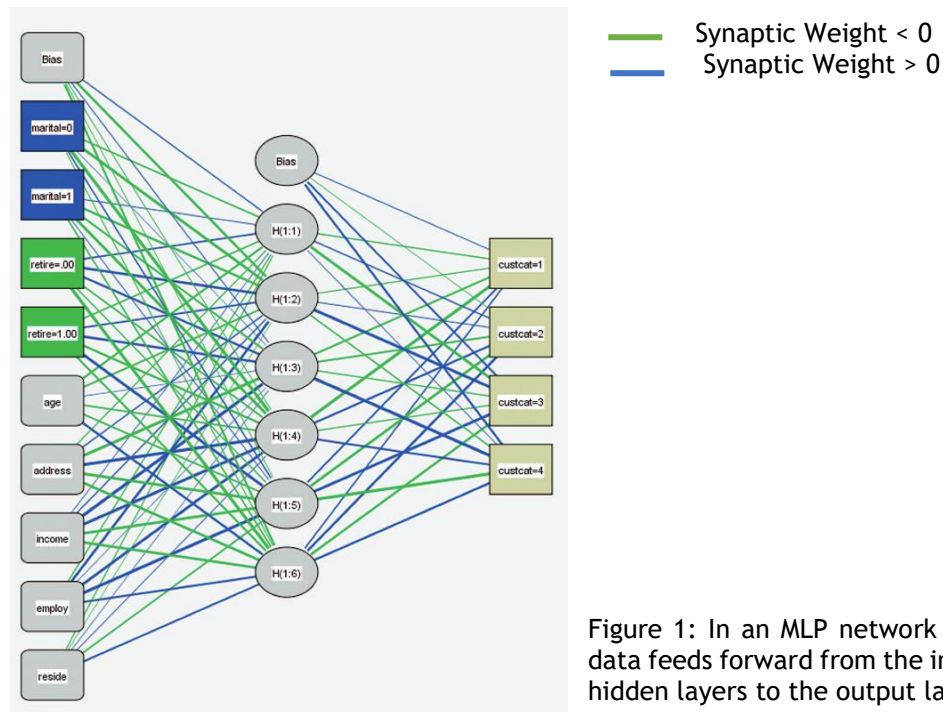 Synaptic Weight < 0
Synaptic Weight > 0
Bias
marital=0
marital=1
retire=.00
retire=1.00
age
address
income
employ
reside
Bias
H(1:1)
H(1:2)
H(1:3)
H(1:4)
H(1:5)
H(1:6)
custcat=1
custcat=2
custcat=3
custcat=4
Figure 1: In an MLP network
data feeds forward from the
hidden layers to the output